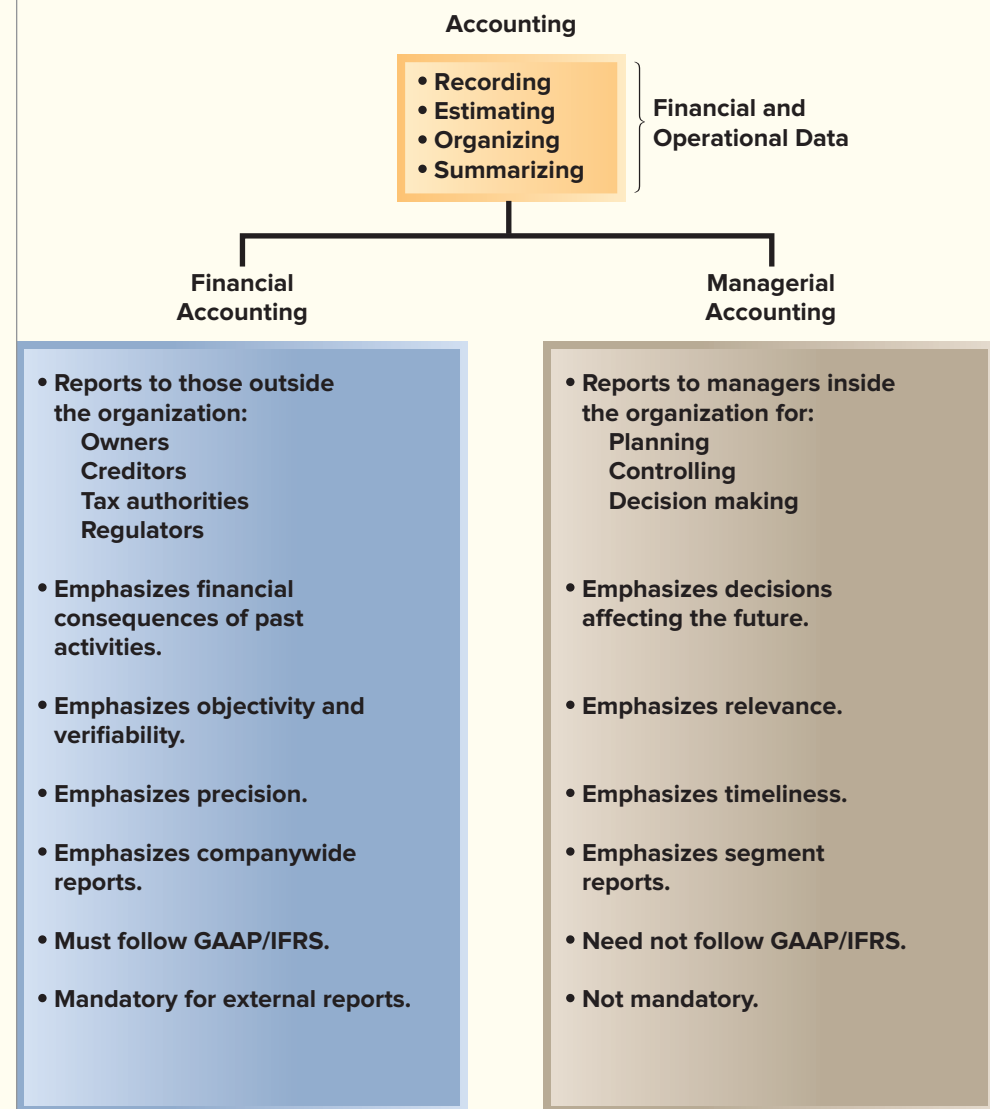 Accounting
• Recording
• Estimating
• Organizing
• Summarizing
Financial and
Operational Data
Financial
Accounting
• Reports to those outside
the organization:
Owners
Creditors
Tax authorities
Regulators
• Emphasizes financial
consequences of past
activities.
• Emphasizes objectivity and
verifiability.
• Emphasizes precision.
• Emphasizes companywide
reports.
• Must follow GAAP/IFRS.
• Mandatory for external reports.
Managerial
Accounting
• Reports to managers inside
the organization for:
Planning
Controlling
Decision making
• Emphasizes decisions
affecting the future.
• Emphasizes relevance.
• Emphasizes timeliness.
• Emphasizes segment
reports.
• Need not follow GAAP/IFRS.
• Not mandatory.